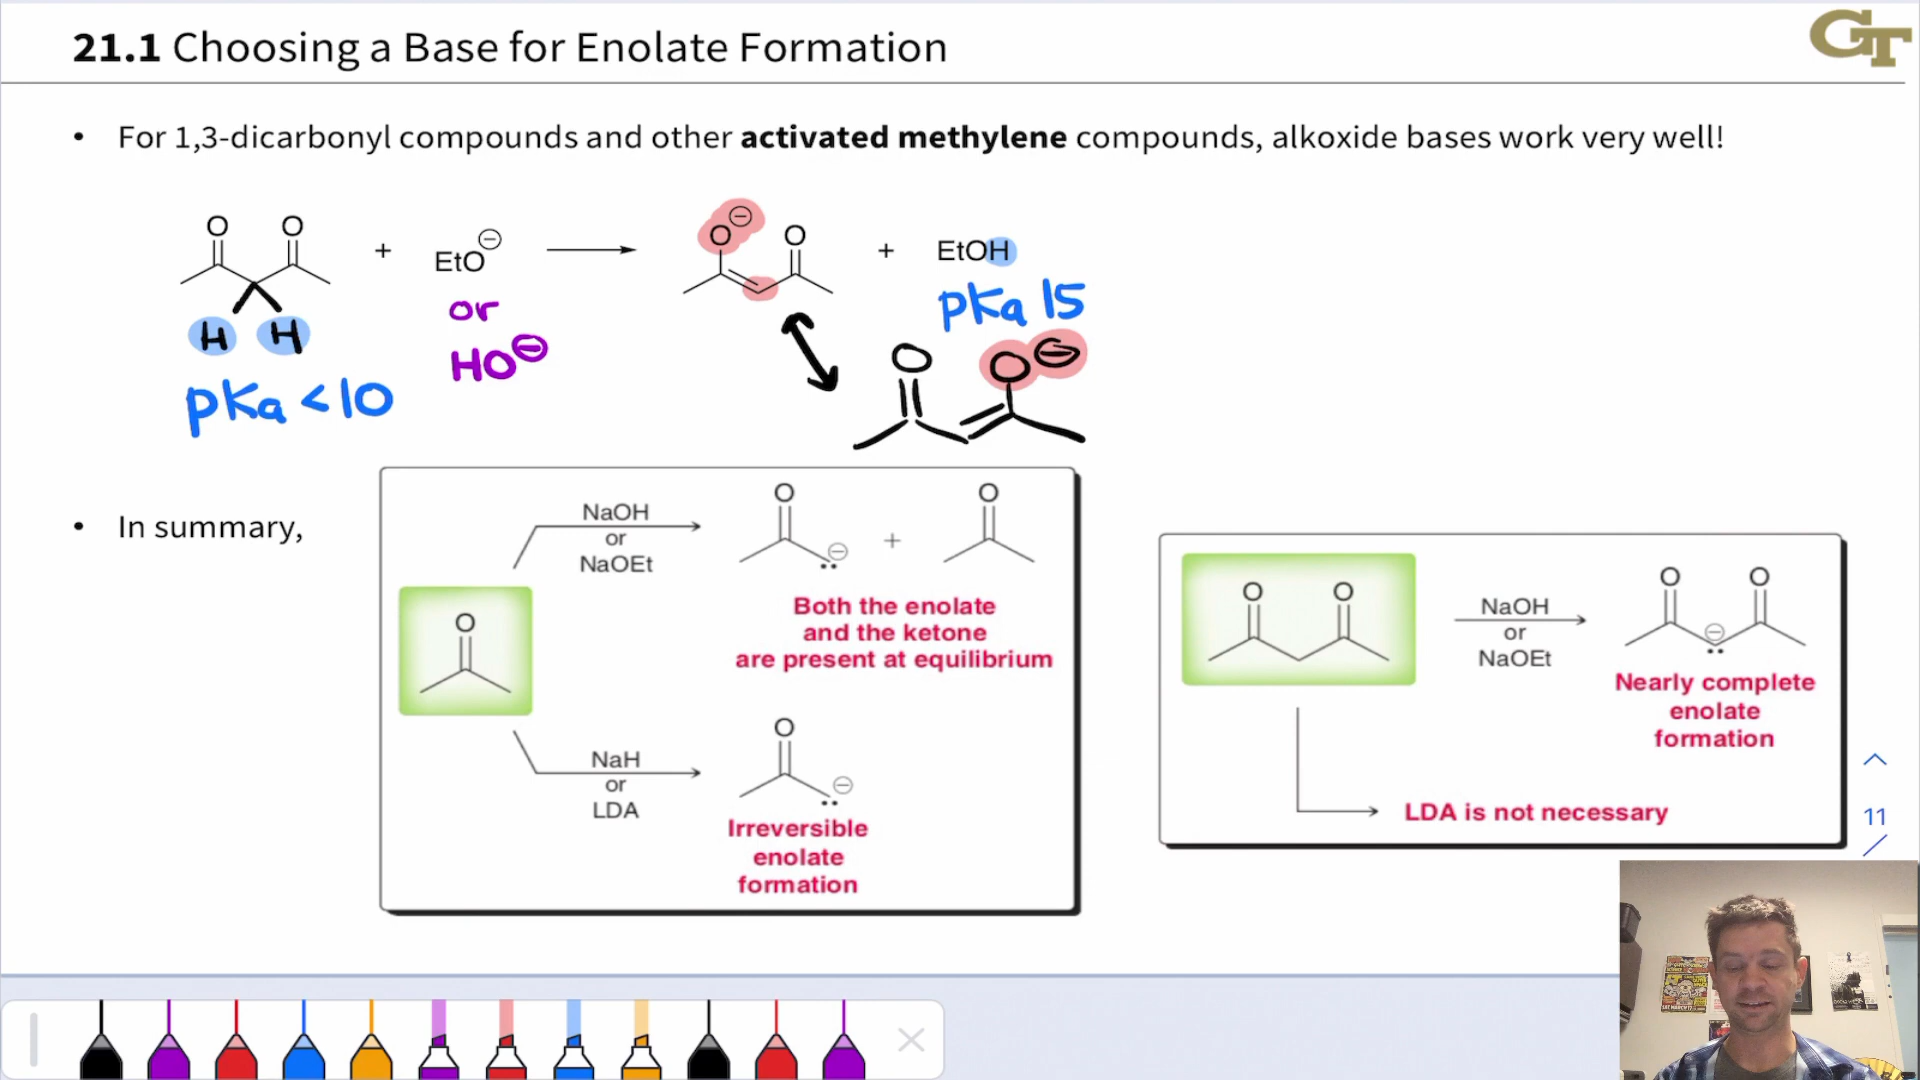 21.1 Choosing a Base for Enolate Formation
GT
• For 1,3-dicarbonyl compounds and other activated methylene compounds, alkoxide bases work very well!
O O + EtO⊖ O⊖ O + EtOH
H H
pKa <10
or
HO⊖
pKa 15
O O⊖
• In summary,
O
NaOH
or
NaOEt
O ⊖ + O
Both the enolate
and the ketone
are present at equilibrium
NaH
or
LDA
O ⊖
Irreversible
enolate
formation
O O
NaOH
or
NaOEt
O ⊖ O
Nearly complete
enolate
formation
LDA is not necessary
11